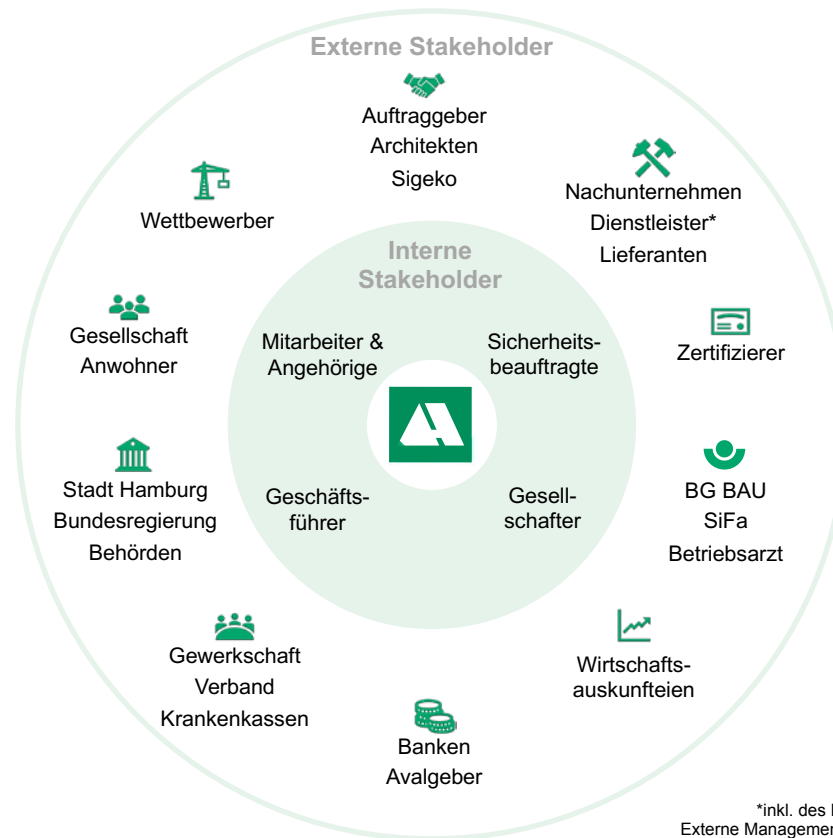 Externe Stakeholder
Auftraggeber
Architekten
Sigeko
Nachunternehmen
Dienstleister*
Lieferanten
Wettbewerber
Interne
Stakeholder
Gesellschaft
Anwohner
Mitarbeiter &
Angehörige
Sicherheits-
beauftragte
Zertifizierer
Stadt Hamburg
Bundesregierung
Behörden
Geschäfts-
führer
Gesell-
schafter
BG BAU
SiFa
Betriebsarzt
Gewerkschaft
Verband
Krankenkassen
Wirtschafts-
auskunfteien
Banken
Avalgeber
*inkl. des
Externe